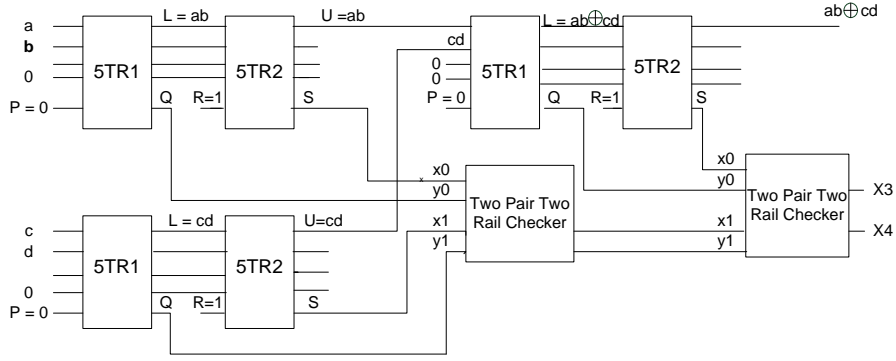 L = ab
U =ab
L = ab⊕cd
ab⊕cd
a
b
cd
0
0
0
5TR1
5TR2
5TR1
5TR2
P = 0
Q
R=1
S
P = 0
Q
R=1
S
x0
y0
Two Pair Two
Rail Checker
x1
y1
x0
y0
Two Pair Two
Rail Checker
x1
y1
X3
X4
L = cd
U=cd
c
d
0
5TR1
5TR2
P = 0
Q
R=1
S